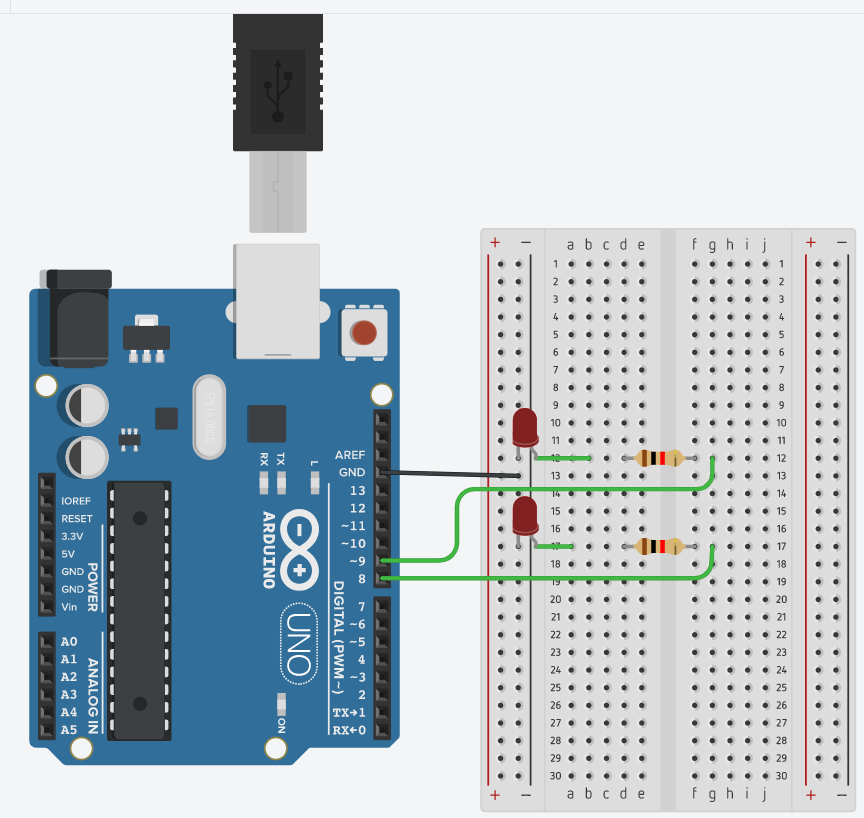 + − a b c d e f g h i j + −
1 1
2 2
3 3
4 4
5 5
6 6
7 7
8 8
9 9
10 10
11 11
12 12
13 13
14 14
15 15
16 16
17 17
18 18
19 19
20 20
21 21
22 22
23 23
24 24
25 25
26 26
27 27
28 28
29 29
30 30
+ − a b c d e f g h i j + −
AREF
GND
13
12
~11
~10
~9
8
7
~6
~5
4
~3
2
TX→1
RX←0
DIGITAL (PWM~)
RX
TX
L
ARDUINO
UNO
ON
IOREF
RESET
3.3V
5V
GND
GND
Vin
POWER
A0
A1
A2
A3
A4
A5
ANALOG IN